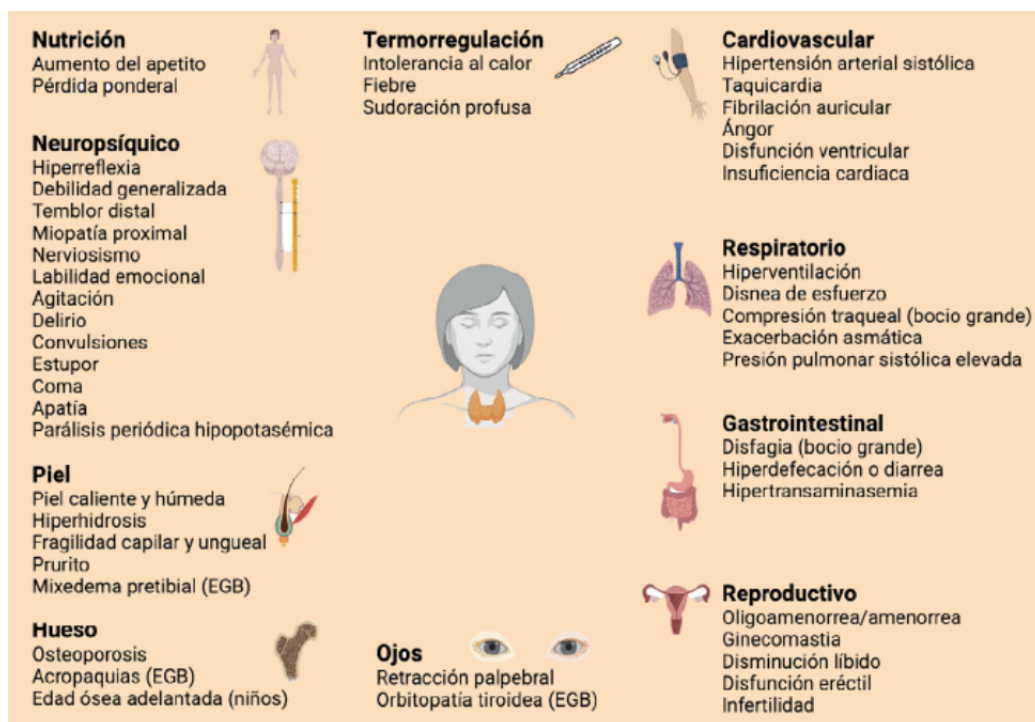 Nutrición
Aumento del apetito
Pérdida ponderal
Neuropsíquico
Hiperreflexia
Debilidad generalizada
Temblor distal
Miopatía proximal
Nerviosismo
Labilidad emocional
Agitación
Delirio
Convulsiones
Estupor
Coma
Apatía
Parálisis periódica hipopotasémica
Piel
Piel caliente y húmeda
Hiperhidrosis
Fragilidad capilar y ungueal
Prurito
Mixedema pretibial (EGB)
Hueso
Osteoporosis
Acropaquias (EGB)
Edad ósea adelantada (niños)
Termorregulación
Intolerancia al calor
Fiebre
Sudoración profusa
Ojos
Retracción palpebral
Orbitopatía tiroidea (EGB)
Cardiovascular
Hipertensión arterial sistólica
Taquicardia
Fibrilación auricular
Ángor
Disfunción ventricular
Insuficiencia cardiaca
Respiratorio
Hiperventilación
Disnea de esfuerzo
Compresión traqueal (bocio grande)
Exacerbación asmática
Presión pulmonar sistólica elevada
Gastrointestinal
Disfagia (bocio grande)
Hiperdefecación o diarrea
Hipertransaminasemia
Reproductivo
Oligoamenorrea/amenorrea
Ginecomastia
Disminución líbido
Disfunción eréctil
Infertilidad